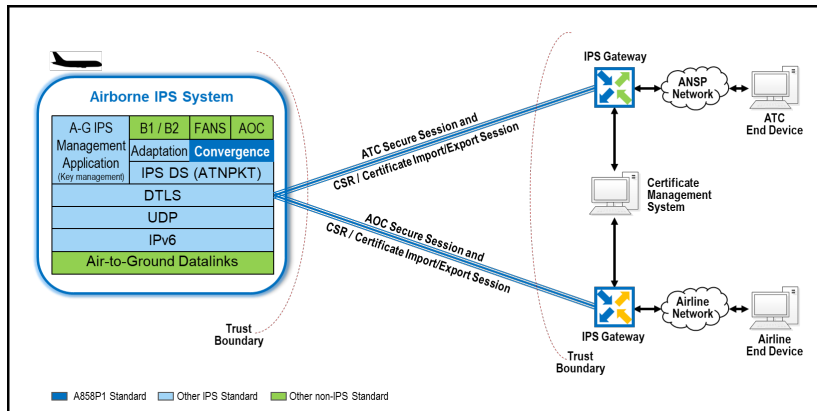 Airborne IPS System
A-G IPS
Management
Application
(Key management)
B1 / B2
FANS
AOC
Adaptation
Convergence
IPS DS (ATNPKT)
DTLS
UDP
IPv6
Air-to-Ground Datalinks
Trust
Boundary
ATC Secure Session and
CSR / Certificate Import/Export Session
AOC Secure Session and
CSR / Certificate Import/Export Session
IPS Gateway
ANSP
Network
ATC
End Device
Certificate
Management
System
IPS Gateway
Airline
Network
Airline
End Device
Trust
Boundary
A858P1 Standard
Other IPS Standard
Other non-IPS Standard